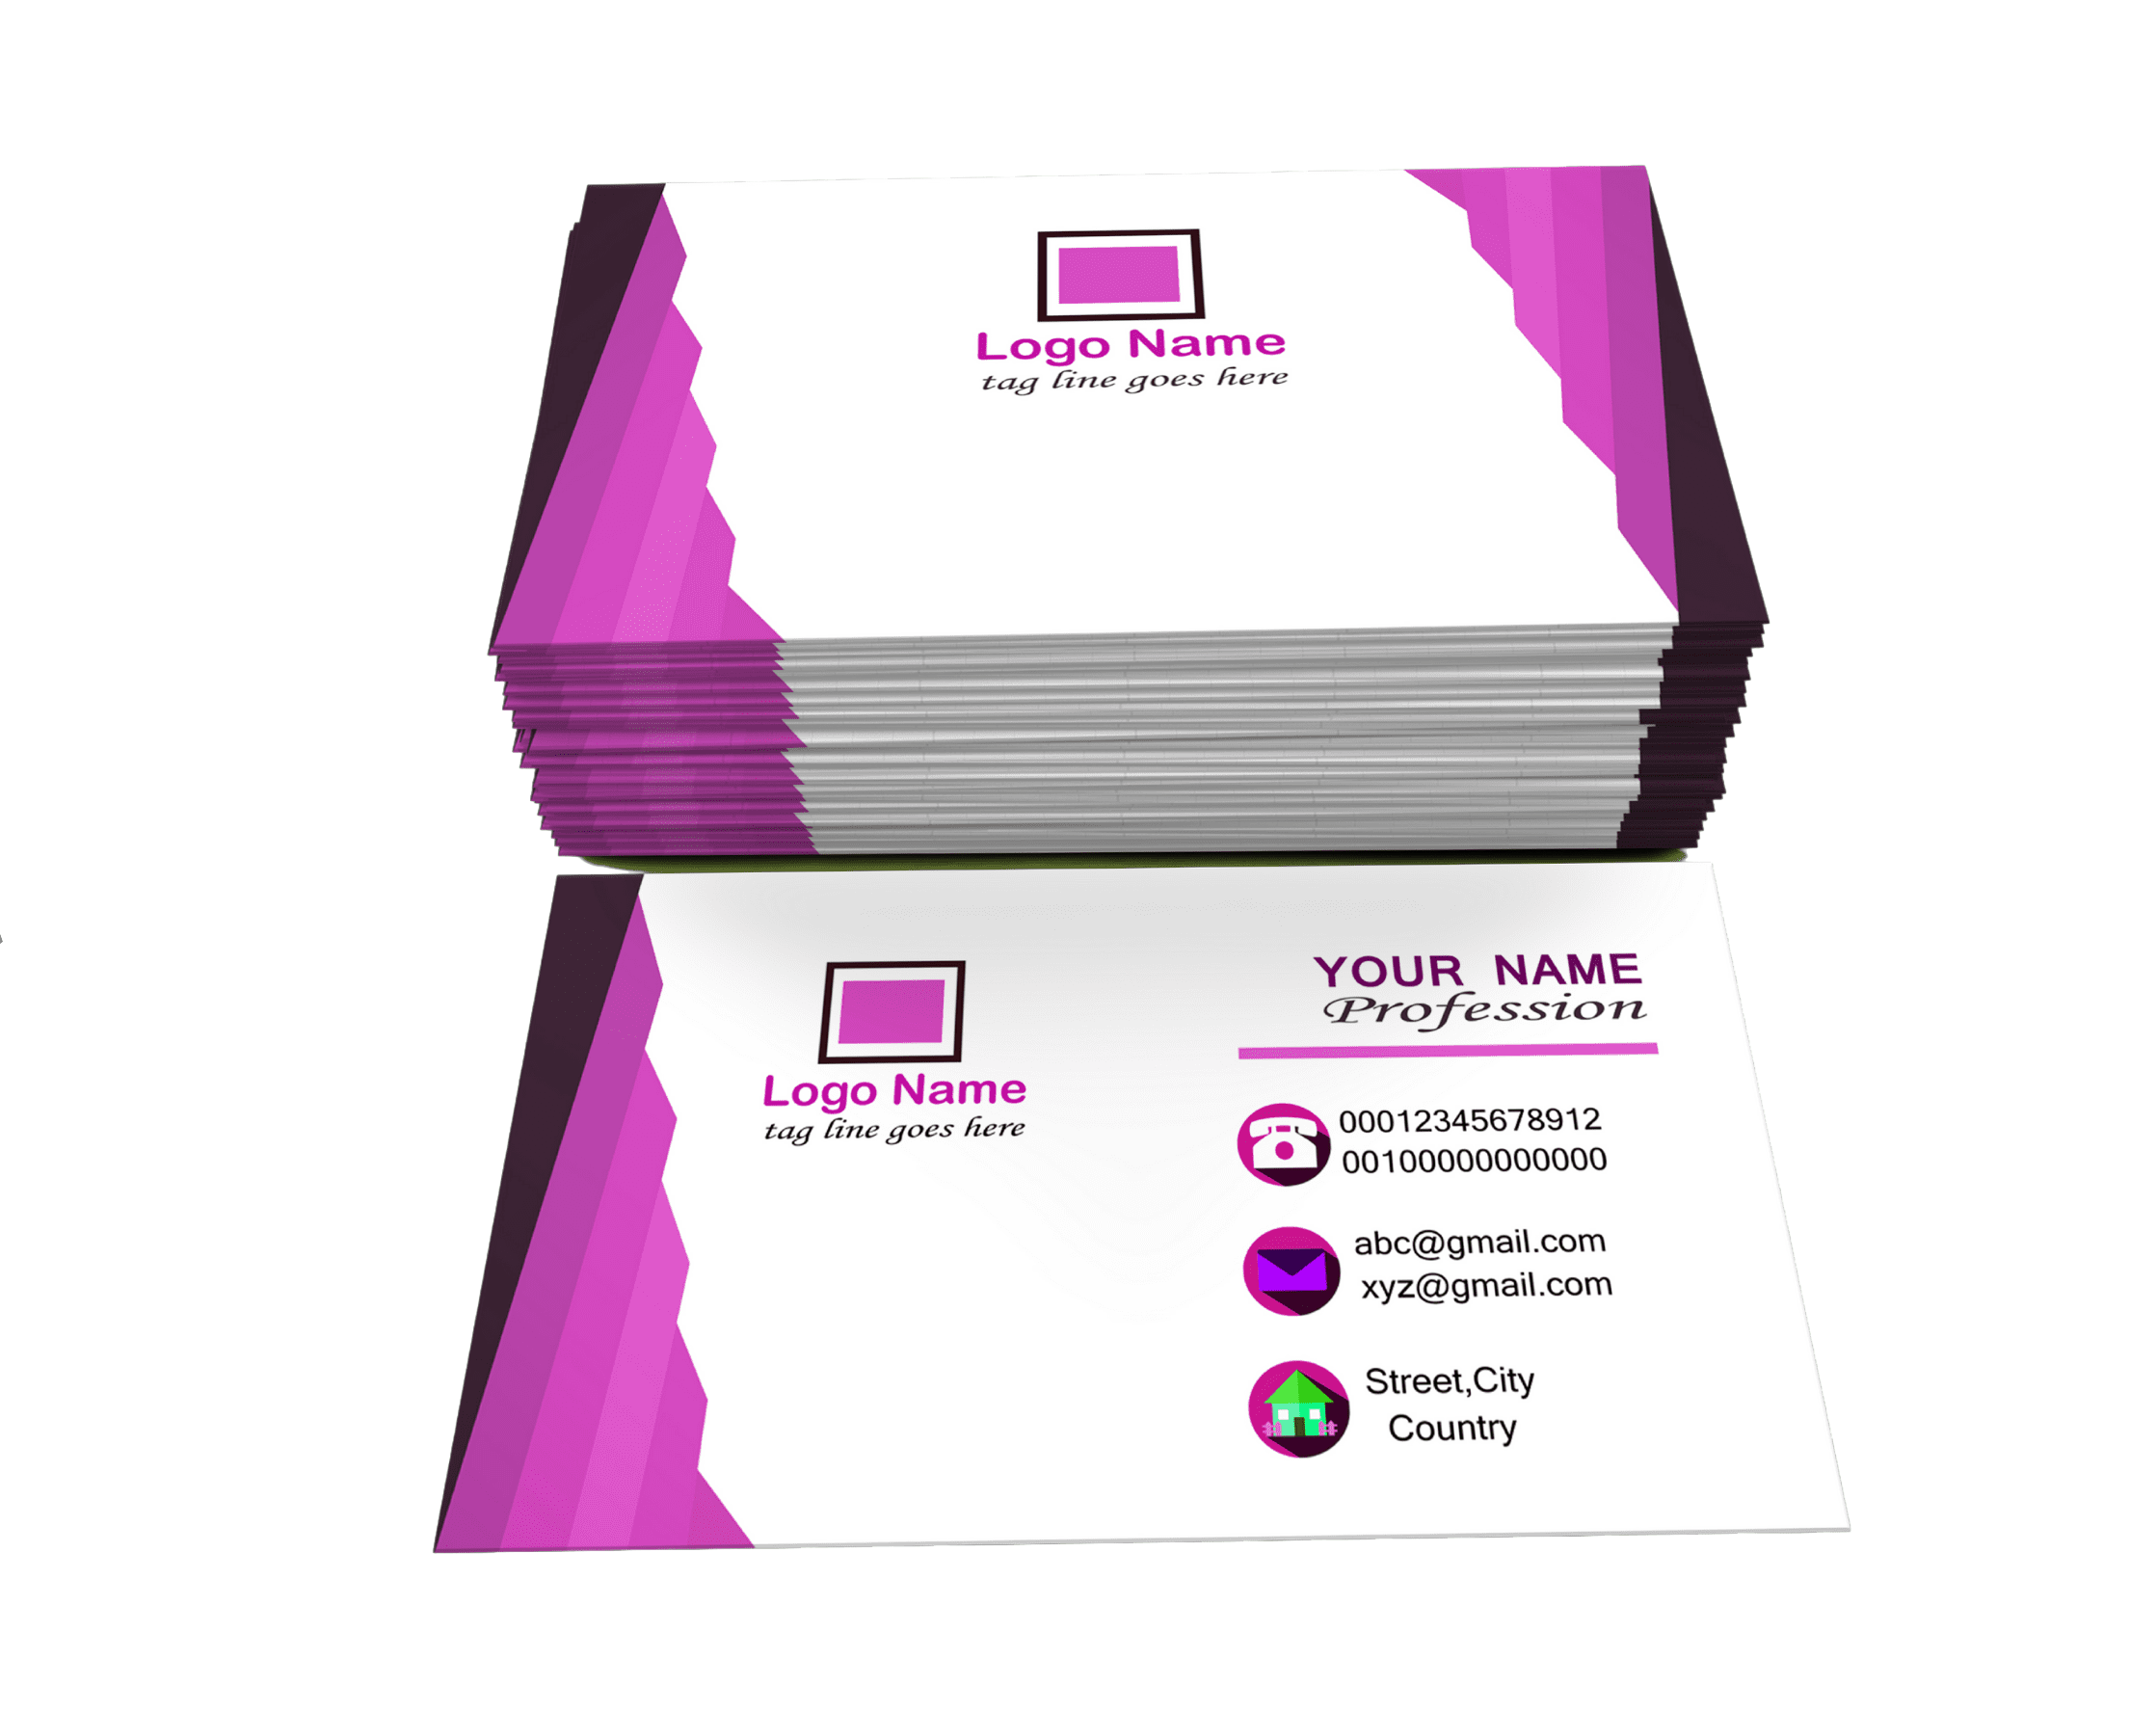 Logo Name
tag line goes here
YOUR NAME
Profession
Logo Name
tag line goes here
00012345678912
00100000000000
abc@gmail.com
xyz@gmail.com
Street,City
Country